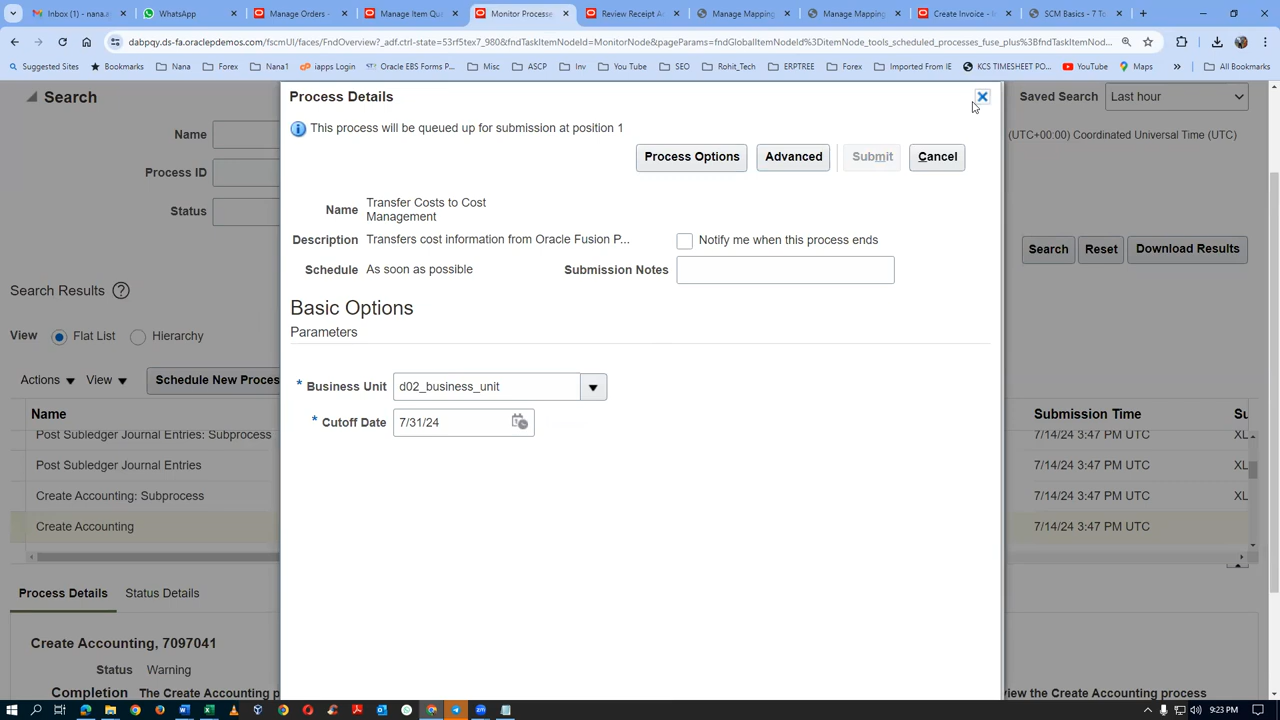 Inbox (1) - nana.a
WhatsApp
Manage Orders -
Manage Item Qu
Monitor Processe
Review Receipt A
Manage Mapping
Manage Mapping
Create Invoice - I
SCM Basics - 7 To
dabpqy.ds-fa.oraclepdemos.com/fscmUI/faces/FndOverview?_adf.ctrl-state=53rf5tex7_980&fndTaskItemNodeId=MonitorNode&pageParams=fndGlobalItemNodeId%3DitemNode_tools_scheduled_processes_fuse_plus%3BfndTaskItemNodeId...
Suggested Sites
Bookmarks
Nana
Forex
Nana1
iapps Login
Oracle EBS Forms P...
Misc
ASCP
Inv
You Tube
SEO
Rohit_Tech
ERPTREE
Forex
Imported From IE
KCS TIMESHEET PO...
YouTube
Maps
»
All Bookmarks
Search
Process Details
Saved Search
Last hour
Name
This process will be queued up for submission at position 1
(UTC+00:00) Coordinated Universal Time (UTC)
Process Options
Advanced
Submit
Cancel
Process ID
Status
Name
Transfer Costs to Cost
Management
Description
Transfers cost information from Oracle Fusion P...
Notify me when this process ends
Search
Reset
Download Results
Schedule
As soon as possible
Submission Notes
Search Results
Basic Options
Parameters
View
Flat List
Hierarchy
Actions
View
Schedule New Proces
* Business Unit
d02_business_unit
* Cutoff Date
7/31/24
Name
Submission Time
Su
Post Subledger Journal Entries: Subprocess
7/14/24 3:47 PM UTC
XL
Post Subledger Journal Entries
7/14/24 3:47 PM UTC
Create Accounting: Subprocess
7/14/24 3:47 PM UTC
XL
Create Accounting
7/14/24 3:47 PM UTC
Process Details
Status Details
Create Accounting, 7097041
Status
Warning
Completion
The Create Accounting p
view the Create Accounting process
9:23 PM